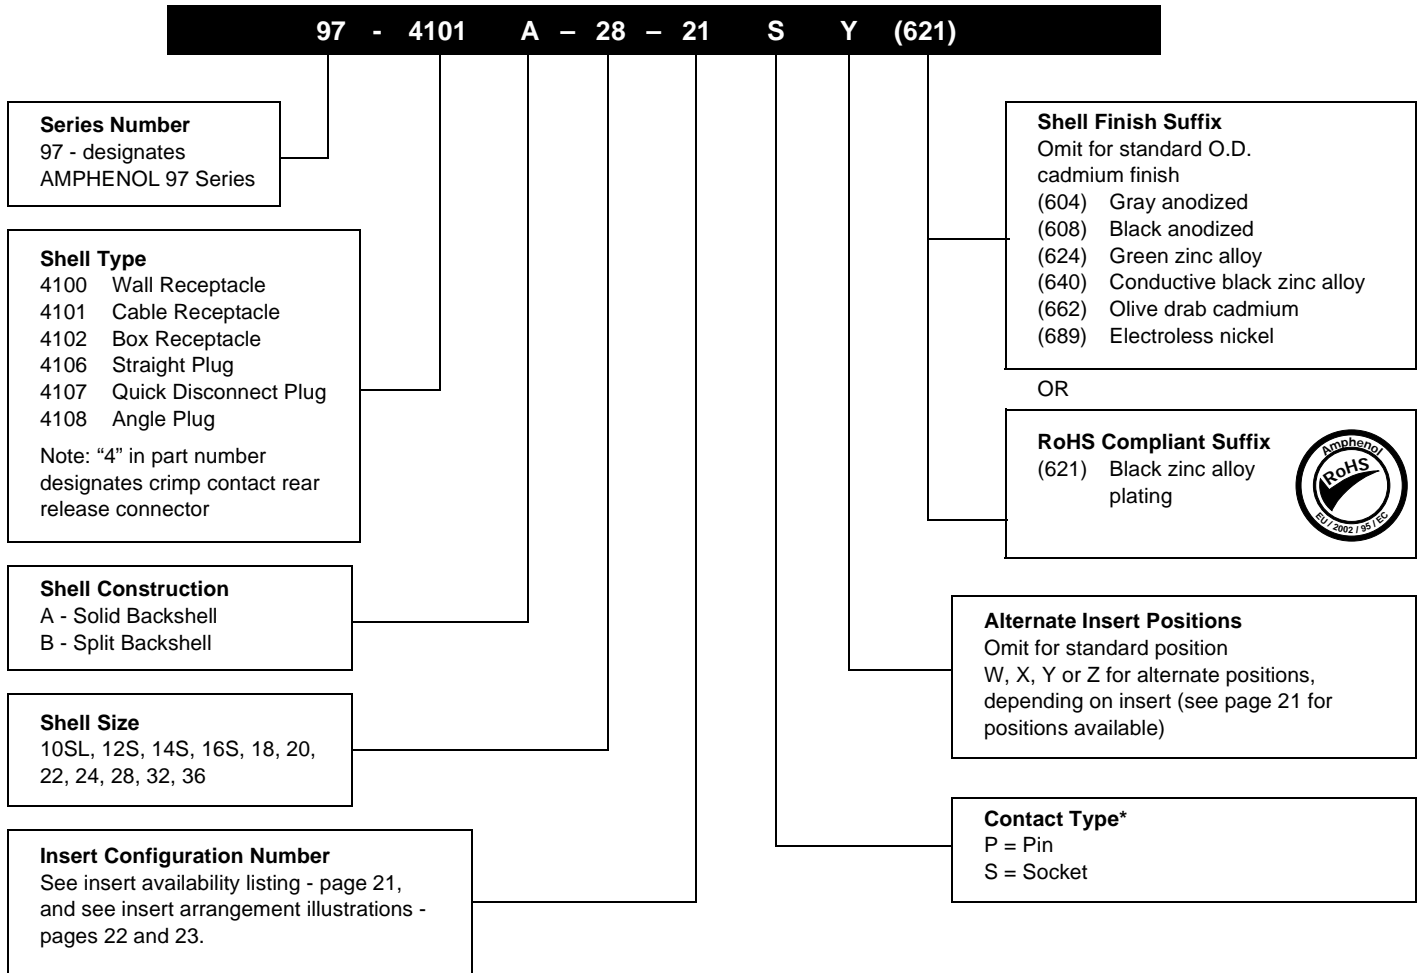 97 - 4101 A – 28 – 21 S Y (621)
Series Number
97 - designates
AMPHENOL 97 Series
Shell Type
4100 Wall Receptacle
4101 Cable Receptacle
4102 Box Receptacle
4106 Straight Plug
4107 Quick Disconnect Plug
4108 Angle Plug
Note: “4” in part number
designates crimp contact rear
release connector
Shell Construction
A - Solid Backshell
B - Split Backshell
Shell Size
10SL, 12S, 14S, 16S, 18, 20,
22, 24, 28, 32, 36
Insert Configuration Number
See insert availability listing - page 21,
and see insert arrangement illustrations -
pages 22 and 23.
Shell Finish Suffix
Omit for standard O.D.
cadmium finish
(604) Gray anodized
(608) Black anodized
(624) Green zinc alloy
(640) Conductive black zinc alloy
(662) Olive drab cadmium
(689) Electroless nickel
OR
RoHS Compliant Suffix
(621) Black zinc alloy
plating
Amphenol
RoHS
EU / 2002 / 95 / EC
Alternate Insert Positions
Omit for standard position
W, X, Y or Z for alternate positions,
depending on insert (see page 21 for
positions available)
Contact Type*
P = Pin
S = Socket